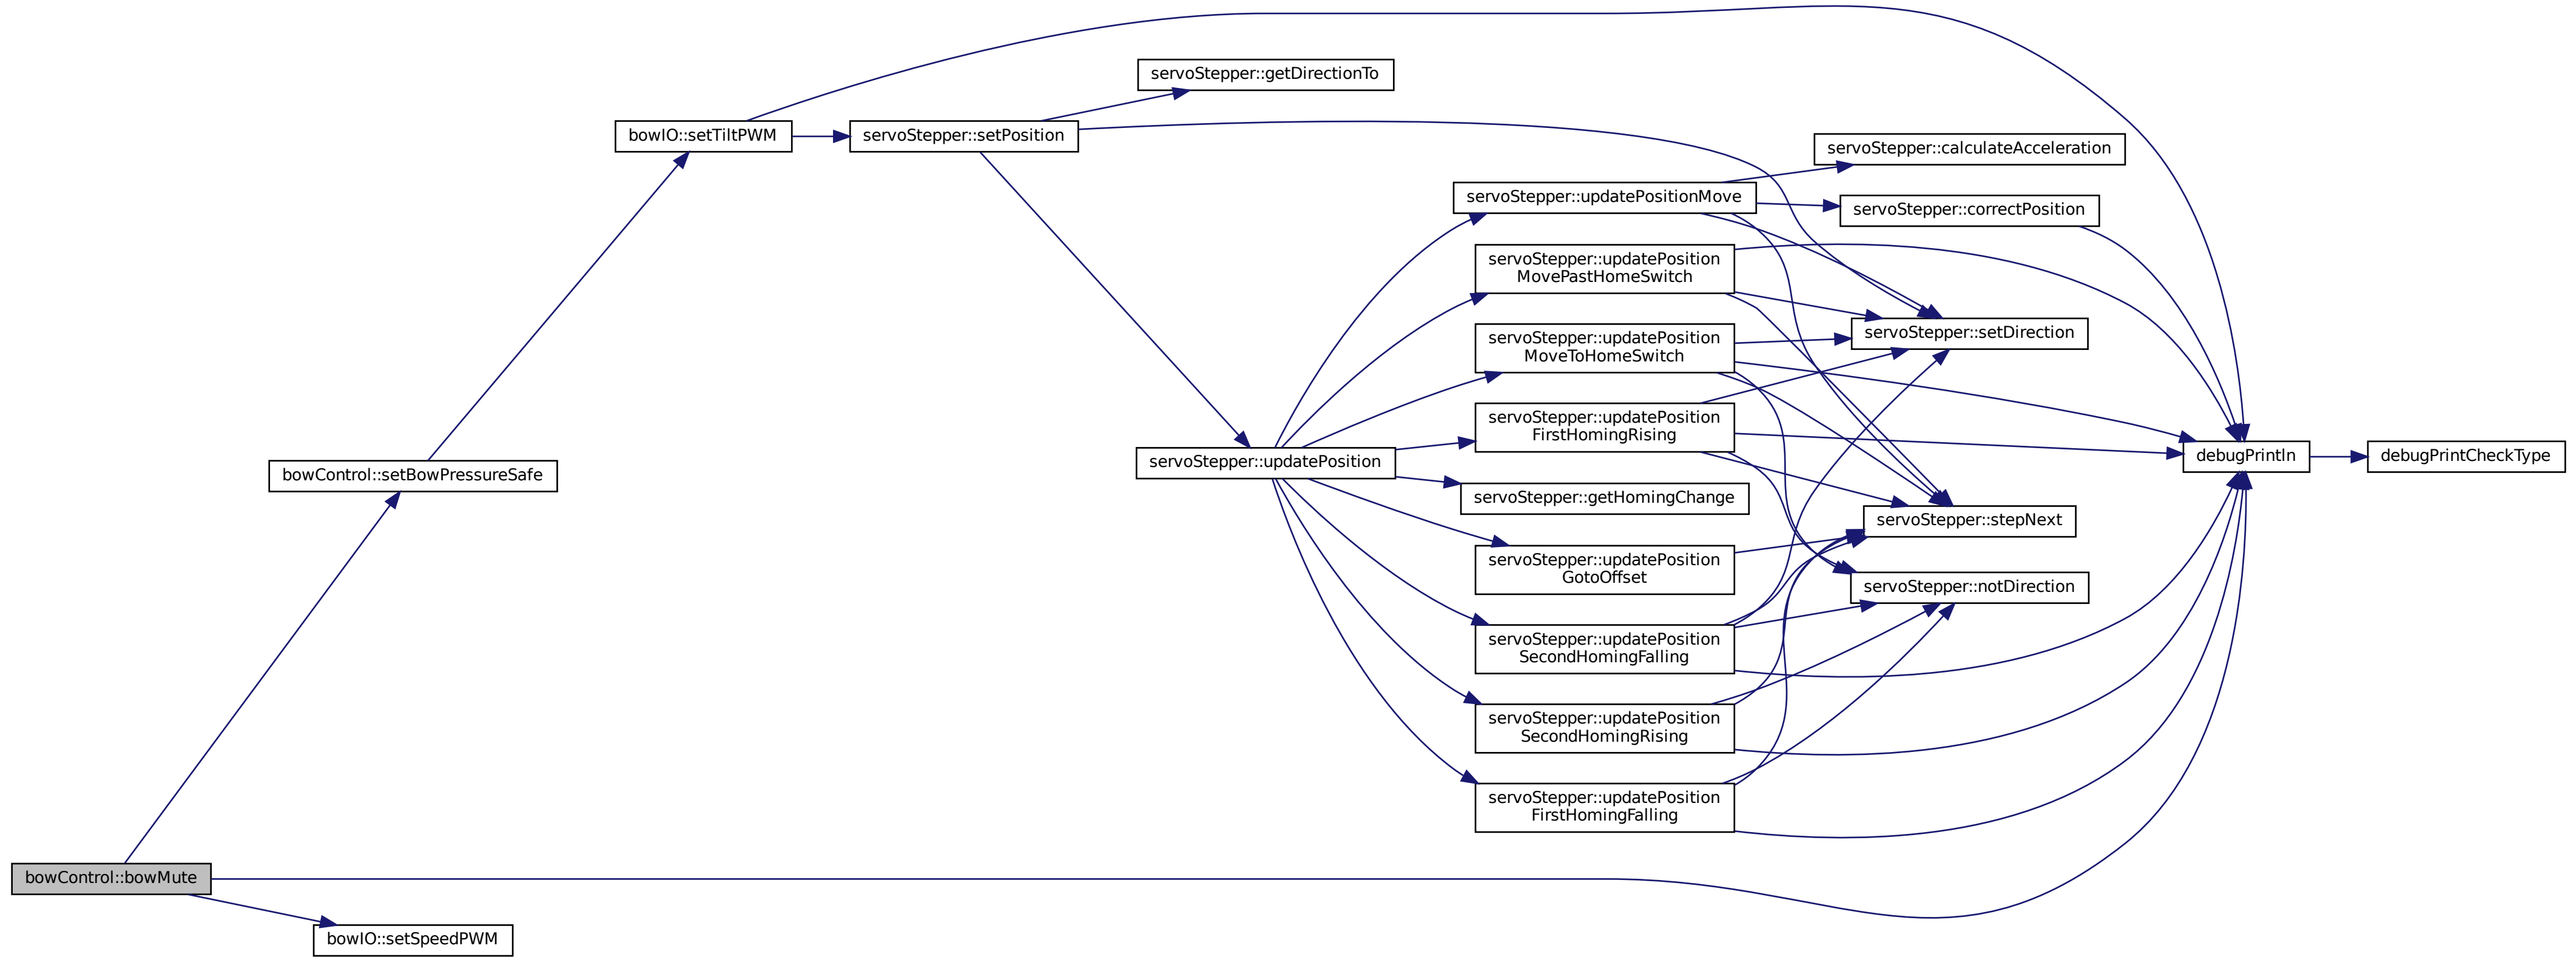 servoStepper::getDirectionTo
bowIO::setTiltPWM
servoStepper::setPosition
servoStepper::calculateAcceleration
servoStepper::updatePositionMove
servoStepper::correctPosition
servoStepper::updatePosition
MovePastHomeSwitch
servoStepper::setDirection
servoStepper::updatePosition
MoveToHomeSwitch
servoStepper::updatePosition
FirstHomingRising
debugPrintln
debugPrintCheckType
servoStepper::updatePosition
bowControl::setBowPressureSafe
servoStepper::getHomingChange
servoStepper::stepNext
servoStepper::updatePosition
GotoOffset
servoStepper::notDirection
servoStepper::updatePosition
SecondHomingFalling
servoStepper::updatePosition
SecondHomingRising
servoStepper::updatePosition
FirstHomingFalling
bowControl::bowMute
bowIO::setSpeedPWM